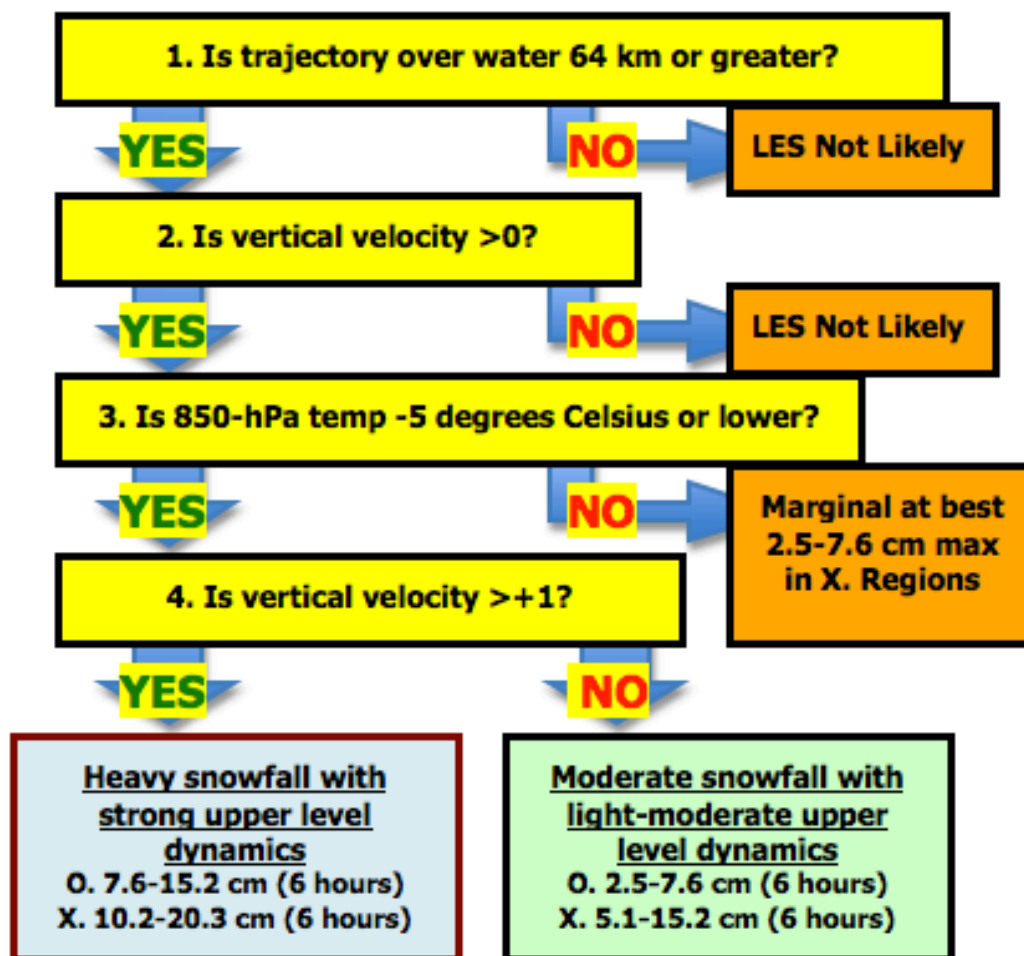 1. Is trajectory over water 64 km or greater?
YES
NO
LES Not Likely
2. Is vertical velocity >0?
YES
NO
LES Not Likely
3. Is 850-hPa temp -5 degrees Celsius or lower?
YES
NO
Marginal at best
2.5-7.6 cm max
in X. Regions
4. Is vertical velocity >+1?
YES
NO
Heavy snowfall with
strong upper level
dynamics
O. 7.6-15.2 cm (6 hours)
X. 10.2-20.3 cm (6 hours)
Moderate snowfall with
light-moderate upper
level dynamics
O. 2.5-7.6 cm (6 hours)
X. 5.1-15.2 cm (6 hours)